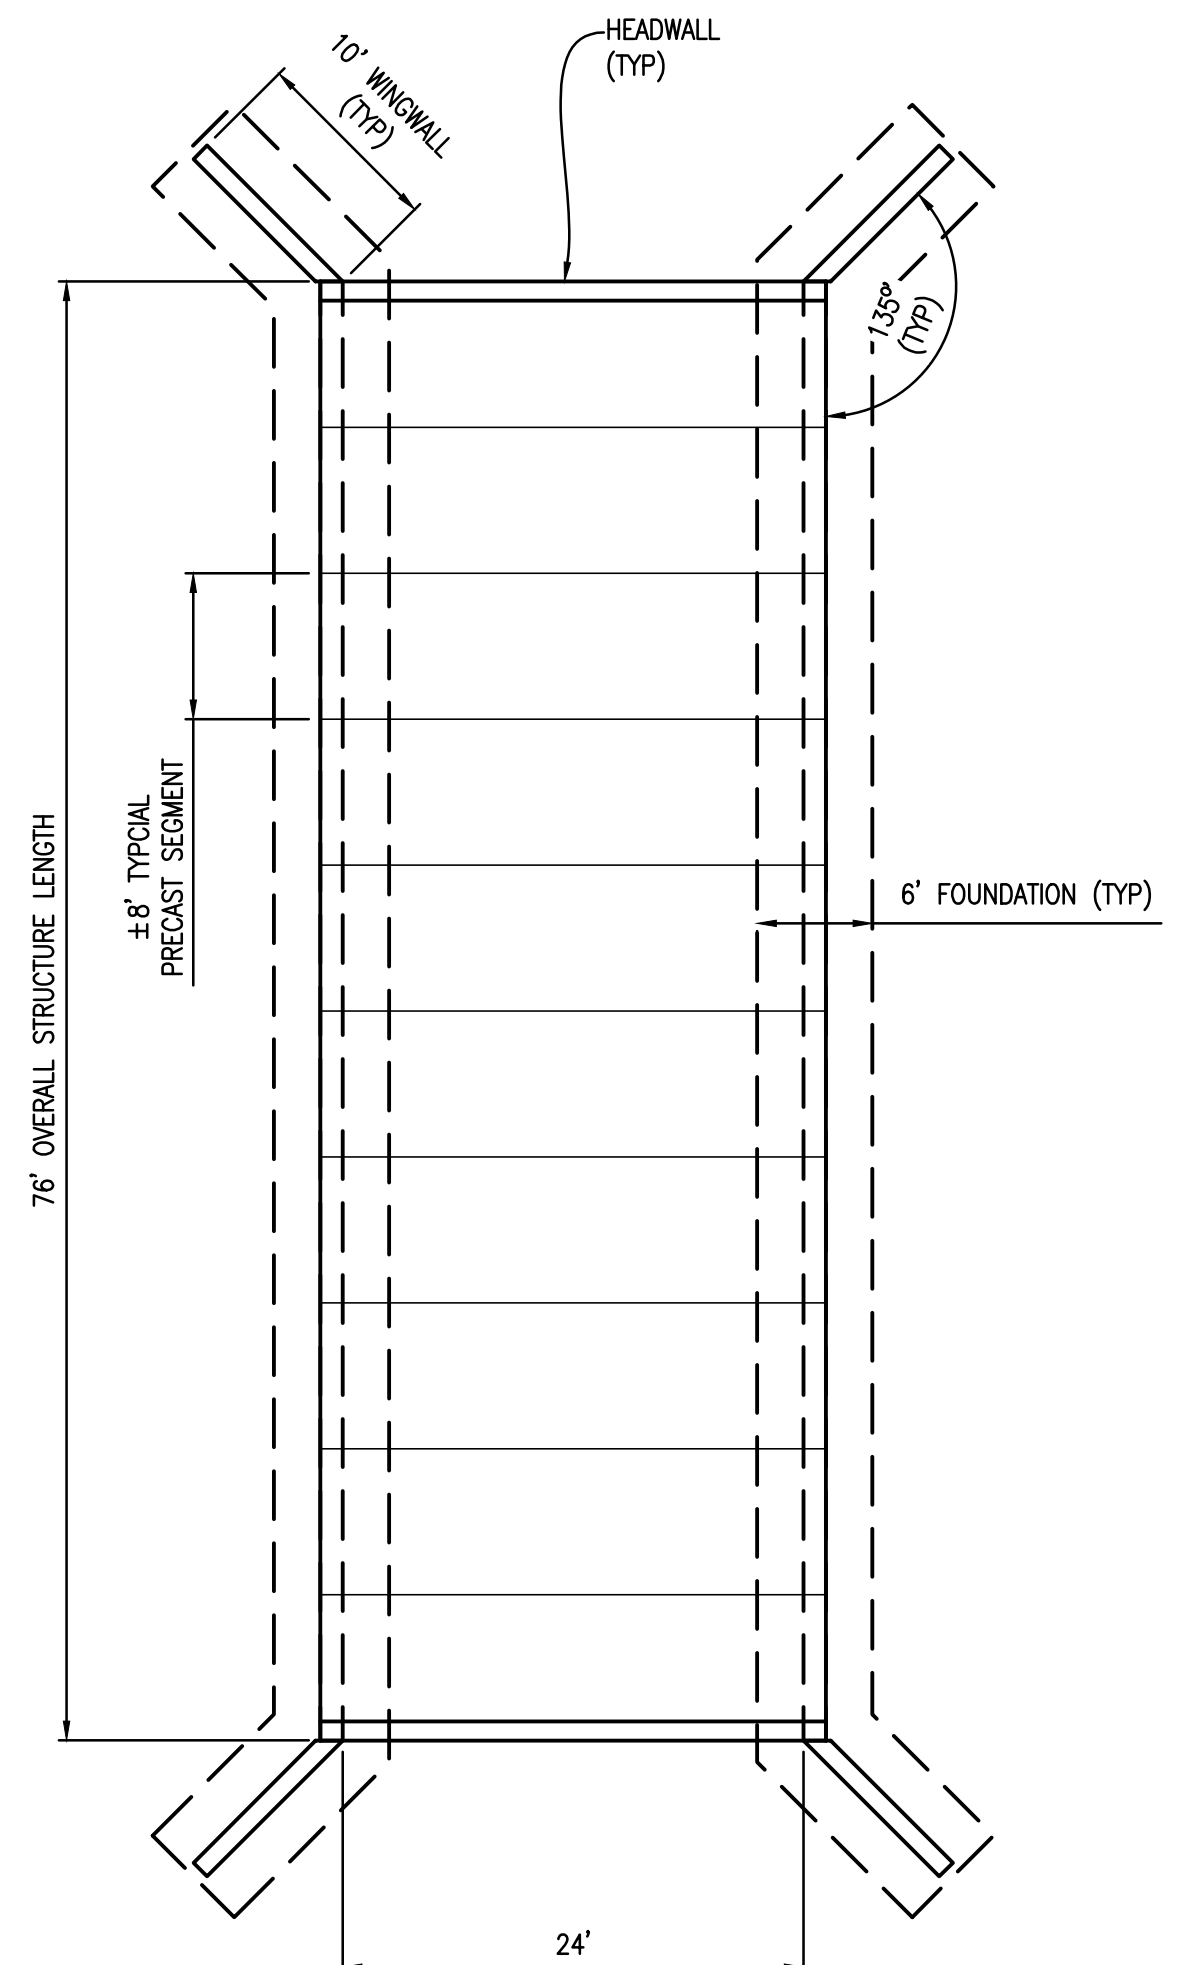 HEADWALL
(TYP)
10' WINGWALL
(TYP)
135°
(TYP)
±8' TYPCIAL
PRECAST SEGMENT
76' OVERALL STRUCTURE LENGTH
6' FOUNDATION (TYP)
24'